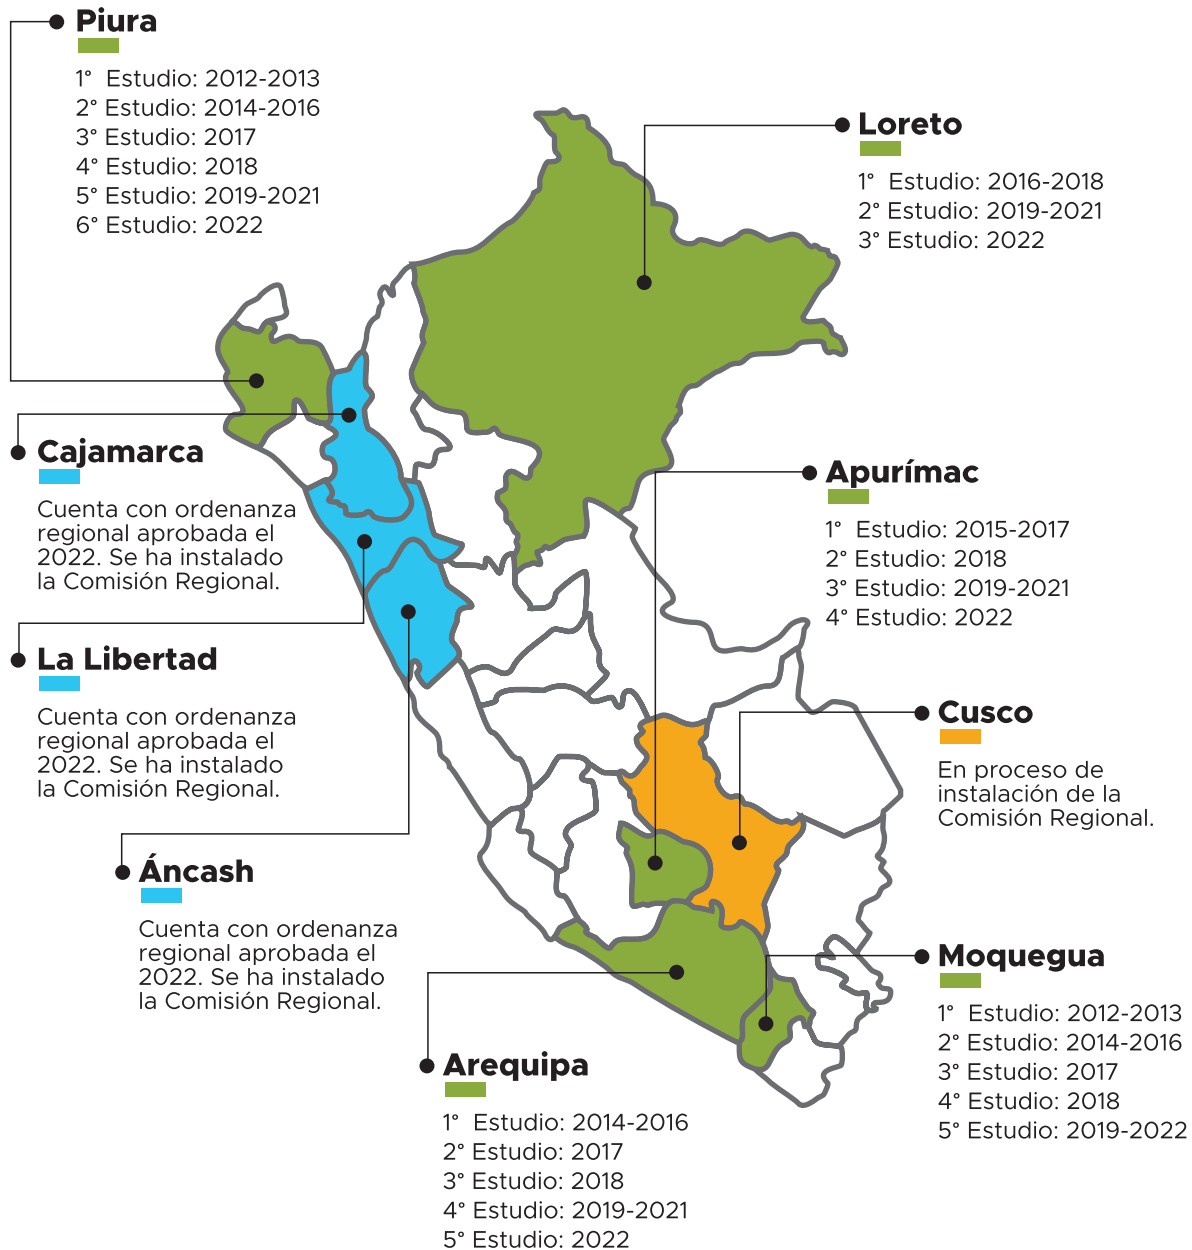 Piura
1° Estudio: 2012-2013
2° Estudio: 2014-2016
3° Estudio: 2017
4° Estudio: 2018
5° Estudio: 2019-2021
6° Estudio: 2022
Loreto
1° Estudio: 2016-2018
2° Estudio: 2019-2021
3° Estudio: 2022
Cajamarca
Cuenta con ordenanza
regional aprobada el
2022. Se ha instalado
la Comisión Regional.
Apurímac
1° Estudio: 2015-2017
2° Estudio: 2018
3° Estudio: 2019-2021
4° Estudio: 2022
La Libertad
Cuenta con ordenanza
regional aprobada el
2022. Se ha instalado
la Comisión Regional.
Cusco
En proceso de
instalación de la
Comisión Regional.
Áncash
Cuenta con ordenanza
regional aprobada el
2022. Se ha instalado
la Comisión Regional.
Moquegua
1° Estudio: 2012-2013
2° Estudio: 2014-2016
3° Estudio: 2017
4° Estudio: 2018
5° Estudio: 2019-2022
Arequipa
1° Estudio: 2014-2016
2° Estudio: 2017
3° Estudio: 2018
4° Estudio: 2019-2021
5° Estudio: 2022